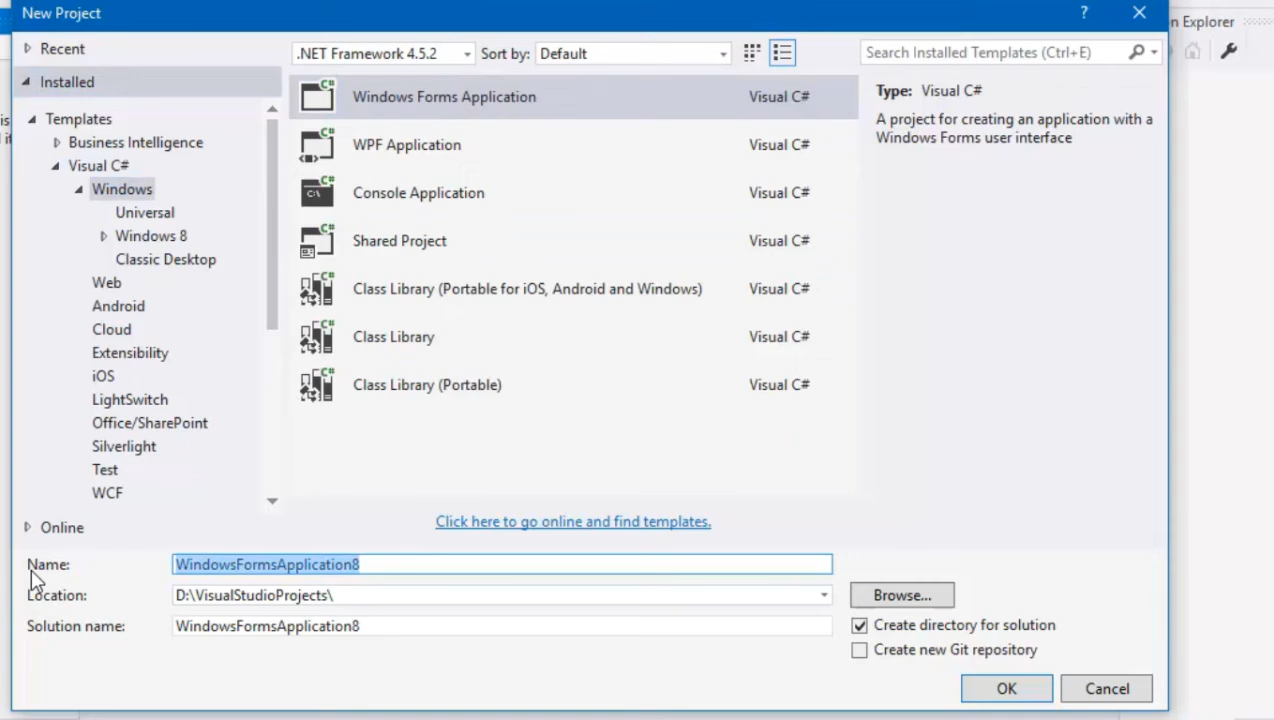 New Project
?
n Explorer
Recent
.NET Framework 4.5.2
Sort by:
Default
Search Installed Templates (Ctrl+E)
Installed
Templates
Business Intelligence
Visual C#
Windows
Universal
Windows 8
Classic Desktop
Web
Android
Cloud
Extensibility
iOS
LightSwitch
Office/SharePoint
Silverlight
Test
WCF
Online
C# Windows Forms Application Visual C#
C# WPF Application Visual C#
C# C:\ Console Application Visual C#
C# Shared Project Visual C#
C# Class Library (Portable for iOS, Android and Windows) Visual C#
C# Class Library Visual C#
C# Class Library (Portable) Visual C#
Click here to go online and find templates.
Type: Visual C#
A project for creating an application with a
Windows Forms user interface
Name: WindowsFormsApplication8
Location: D:\VisualStudioProjects\
Browse...
Solution name: WindowsFormsApplication8
Create directory for solution
Create new Git repository
OK
Cancel